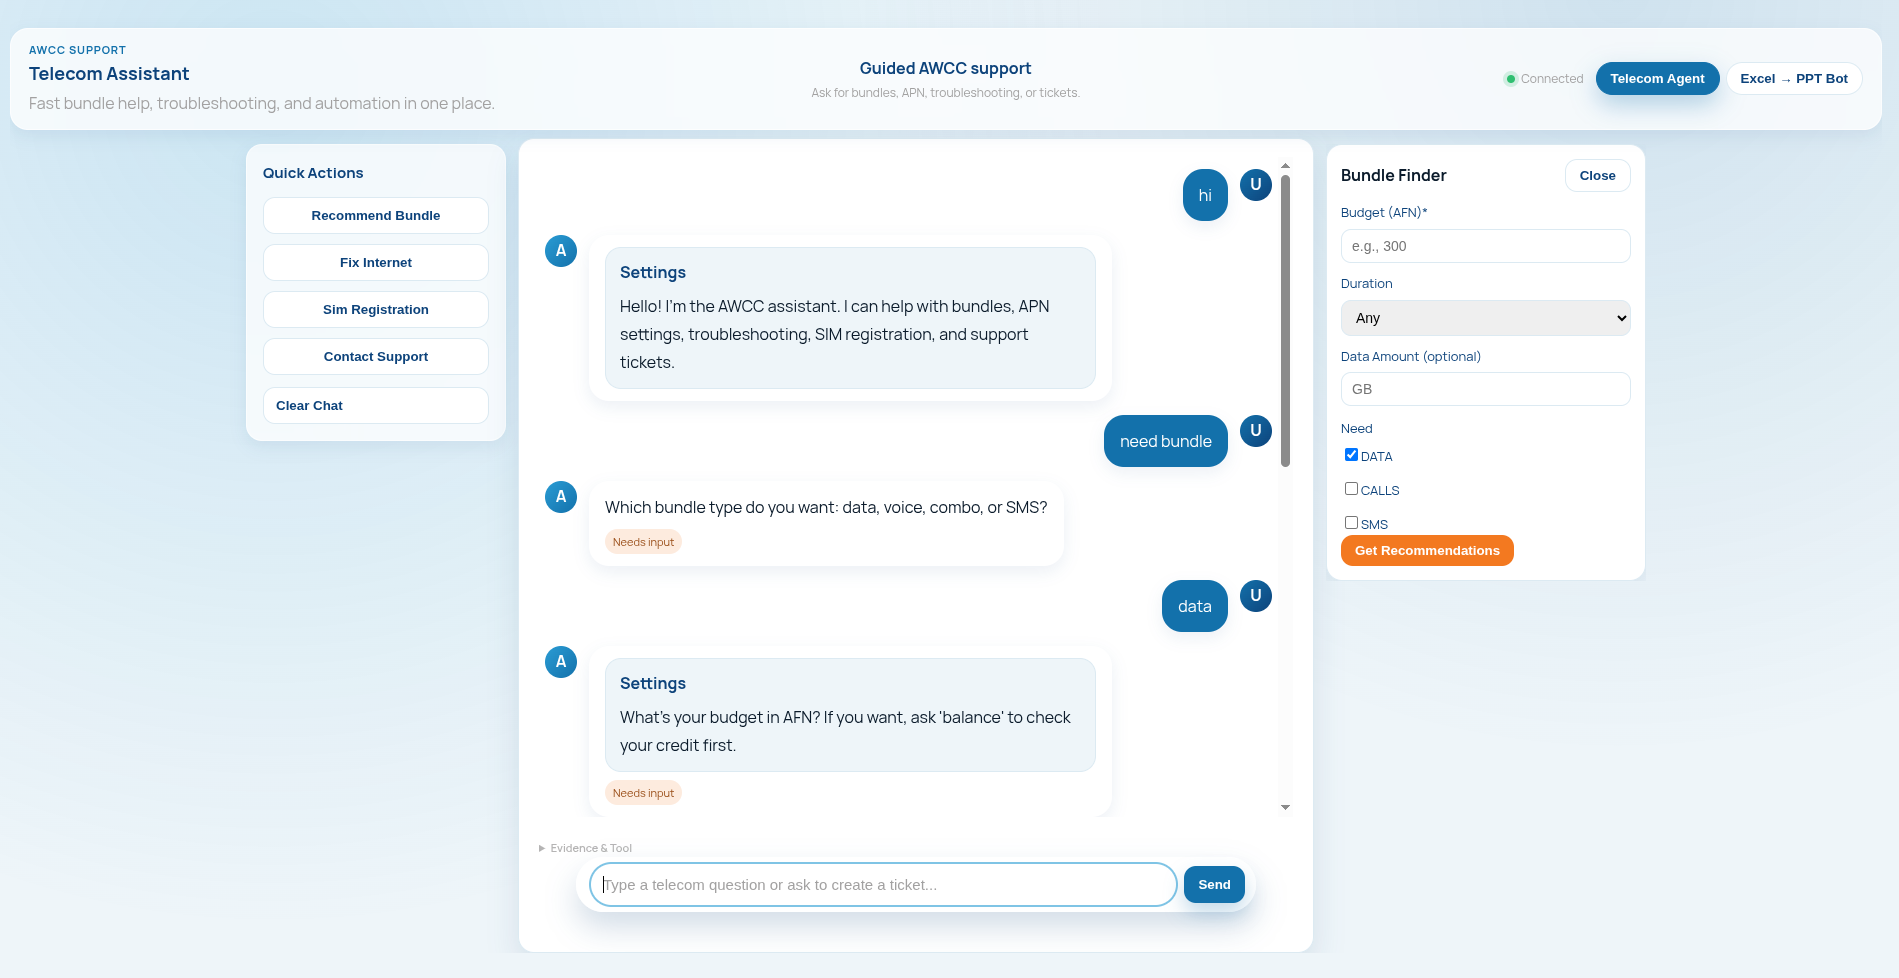 AWCC SUPPORT
Telecom Assistant
Fast bundle help, troubleshooting, and automation in one place.
Guided AWCC support
Ask for bundles, APN, troubleshooting, or tickets.
Connected
Telecom Agent
Excel → PPT Bot
Quick Actions
Recommend Bundle
Fix Internet
Sim Registration
Contact Support
Clear Chat
hi
U
A
Settings
Hello! I'm the AWCC assistant. I can help with bundles, APN
settings, troubleshooting, SIM registration, and support
tickets.
need bundle
U
A
Which bundle type do you want: data, voice, combo, or SMS?
Needs input
data
U
A
Settings
What's your budget in AFN? If you want, ask 'balance' to check
your credit first.
Needs input
Evidence & Tool
Type a telecom question or ask to create a ticket...
Send
Bundle Finder
Close
Budget (AFN)*
e.g., 300
Duration
Any
Data Amount (optional)
GB
Need
DATA
CALLS
SMS
Get Recommendations